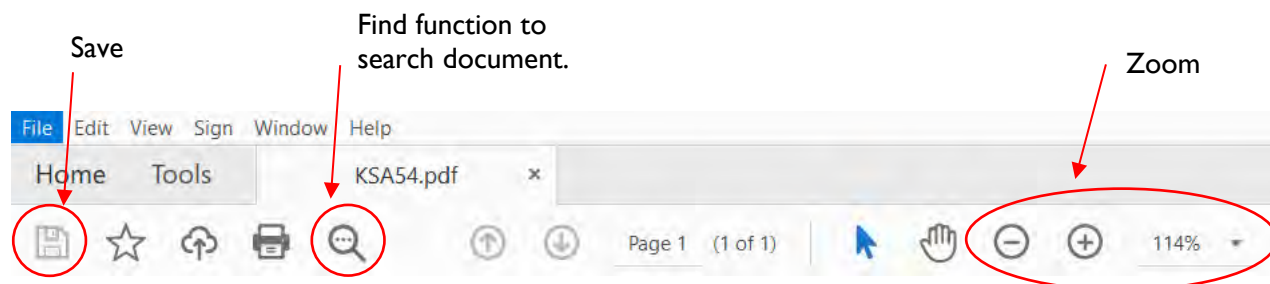 Find function to
Save
search document.
Zoom
File Edit View Sign Window Help
Home Tools KSA54.pdf ×
Page 1 (1 of 1) 114%